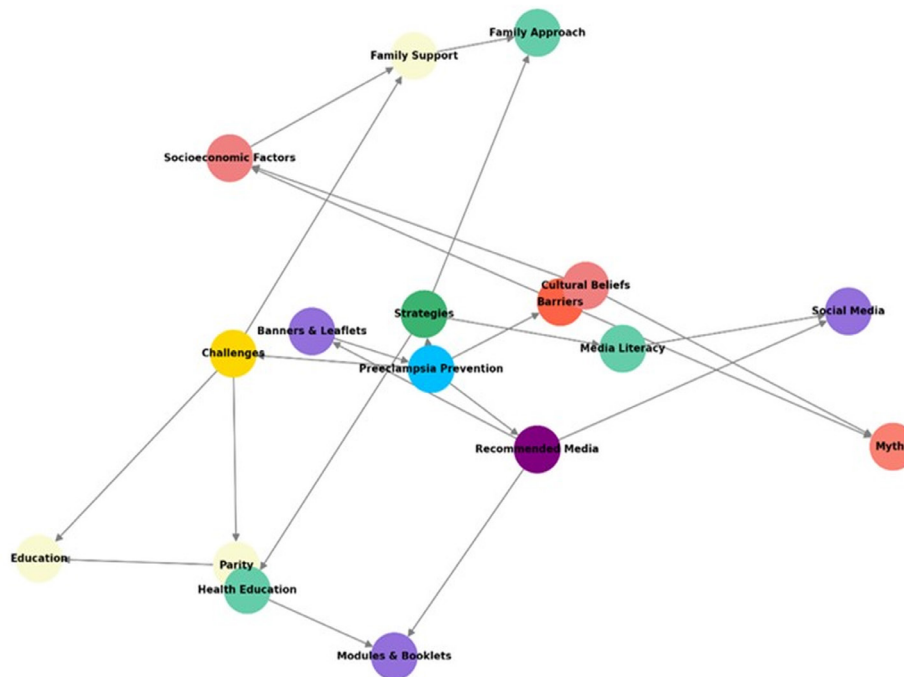 Family Approach
Family Support
Socioeconomic Factors
Cultural Beliefs
Barriers
Social Media
Strategies
Banners & Leaflets
Media Literacy
Challenges
Preeclampsia Prevention
Recommended Media
Myth
Education
Parity
Health Education
Modules & Booklets